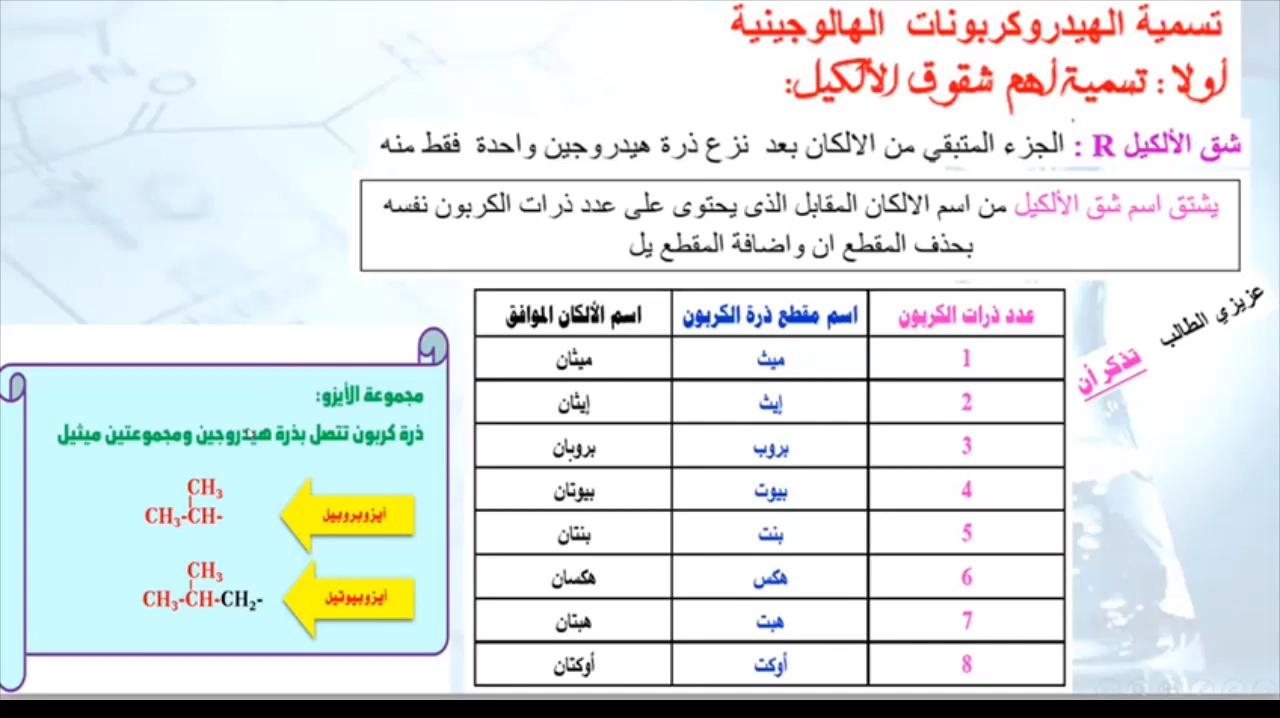 تسمية الهيدروكربونات الهالوجينية
أولا : تسمية أهم شقوق الألكيل:
شق الألكيل R : الجزء المتبقي من الالكان بعد نزع ذرة هيدروجين واحدة فقط منه
يشتق اسم شق الألكيل من اسم الالكان المقابل الذى يحتوى على عدد ذرات الكربون نفسه
بحذف المقطع ان واضافة المقطع يل
عزيزي الطالب
تذكر أن
عدد ذرات الكربون اسم مقطع ذرة الكربون اسم الألكان الموافق
1 ميث ميثان
2 إيث إيثان
3 بروب بروبان
4 بيوت بيوتان
5 بنت بنتان
6 هكس هكسان
7 هبت هبتان
8 أوكت أوكتان
مجموعة الأيزو:
ذرة كربون تتصل بذرة هيدروجين ومجموعتين ميثيل
أيزوبروبيل
CH₃
CH₃-CH-
أيزوبيوتيل
CH₃
CH₃-CH-CH₂-